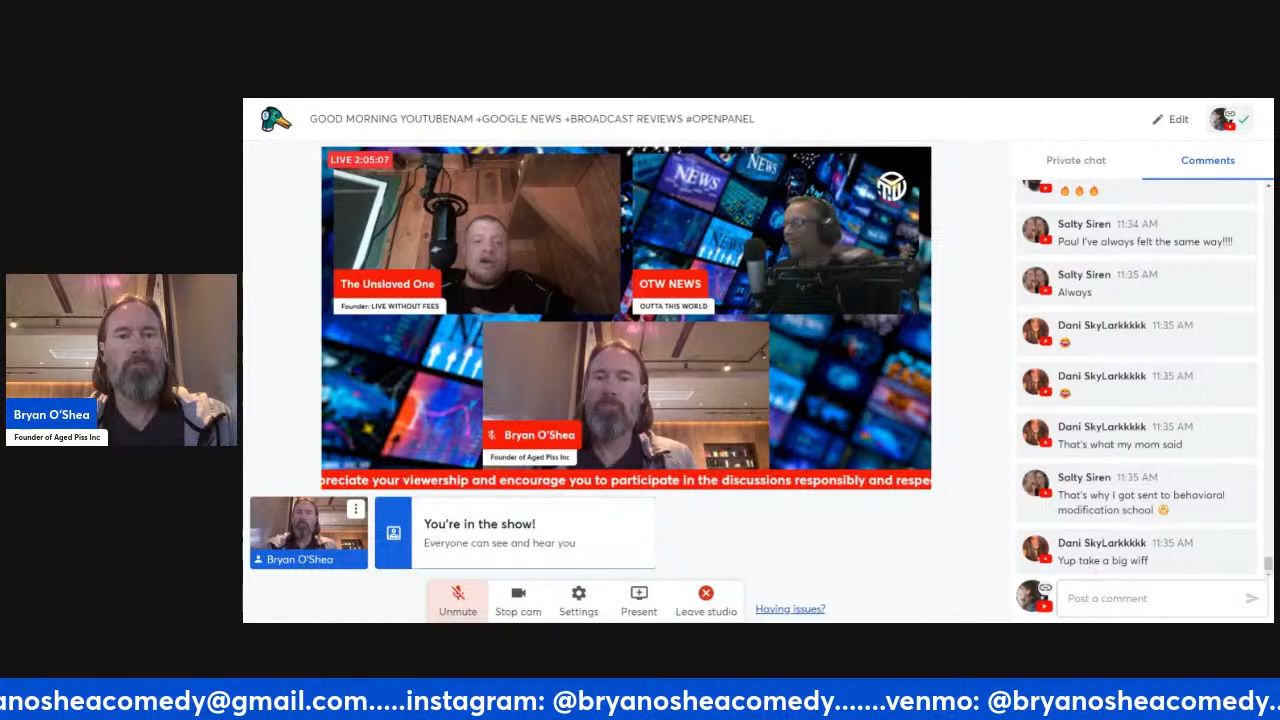 GOOD MORNING YOUTUBENAM +GOOGLE NEWS +BROADCAST REVIEWS #OPENPANEL
Edit
LIVE 2:05:07
NEWS
NEWS
NEWS
The Unslaved One
Founder: LIVE WITHOUT FEES
OTW NEWS
OUTTA THIS WORLD
Bryan O'Shea
Founder of Aged Piss Inc
Bryan O'Shea
Founder of Aged Piss Inc
preciate your viewership and encourage you to participate in the discussions responsibly and respe
Bryan O'Shea
You're in the show!
Everyone can see and hear you
Unmute
Stop cam
Settings
Present
Leave studio
Having issues?
Private chat
Comments
Salty Siren 11:34 AM
Paul I've always felt the same way!!!!
Salty Siren 11:35 AM
Always
Dani SkyLarkkkkk 11:35 AM
Dani SkyLarkkkkk 11:35 AM
Dani SkyLarkkkkk 11:35 AM
That's what my mom said
Salty Siren 11:35 AM
That's why I got sent to behavioral
modification school
Dani SkyLarkkkkk 11:35 AM
Yup take a big wiff
Post a comment
anosheacomedy@gmail.com.....instagram: @bryanosheacomedy.......venmo: @bryanosheacomedy..